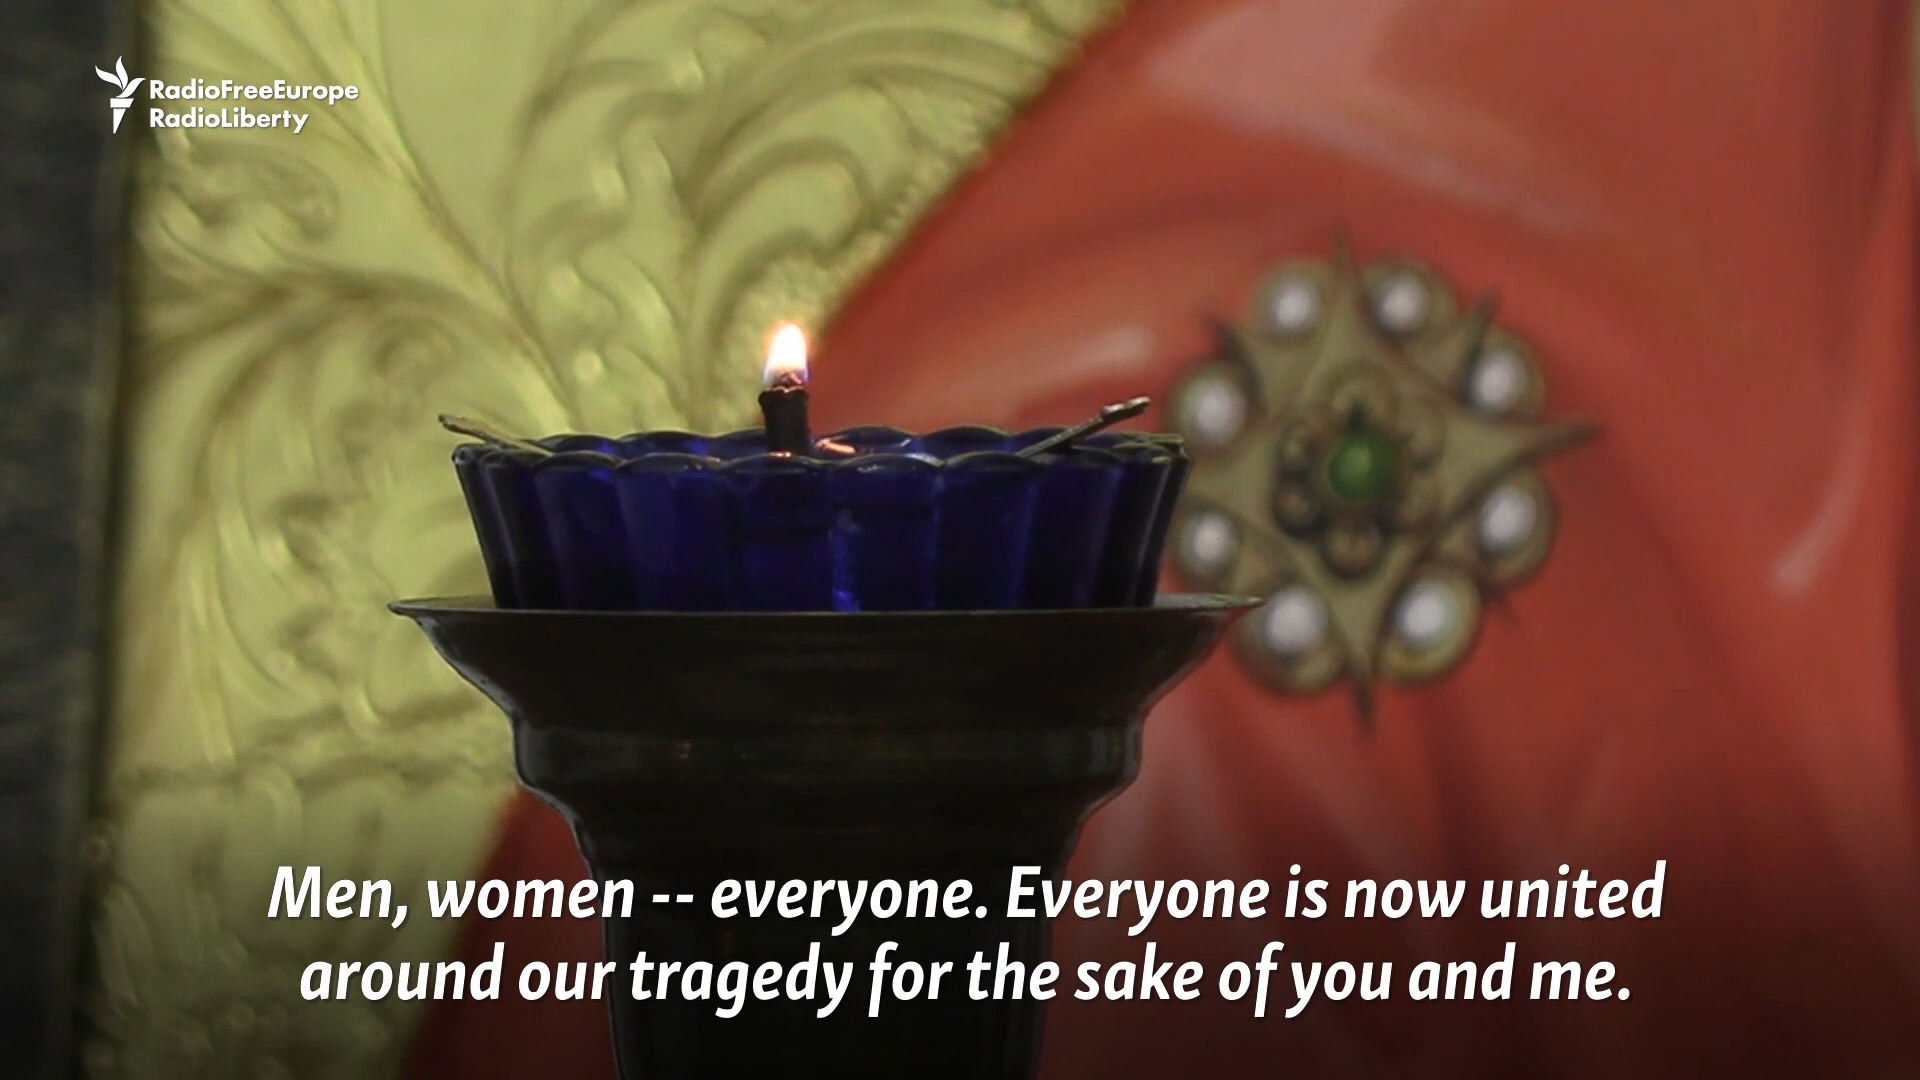 RadioFreeEurope
RadioLiberty
Men, women -- everyone. Everyone is now united
around our tragedy for the sake of you and me.